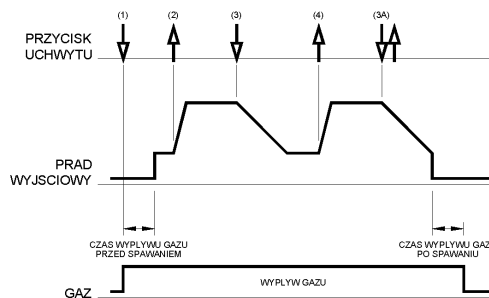 (1) (2) (3) (4) (3A)
PRZYCISK
UCHWYTU
PRAD
WYJSCIOWY
CZAS WYPLYWU GAZU
PRZED SPAWANIEM
CZAS WYPLYWU GAZ
PO SPAWANIU
WYPLYW GAZU
GAZ